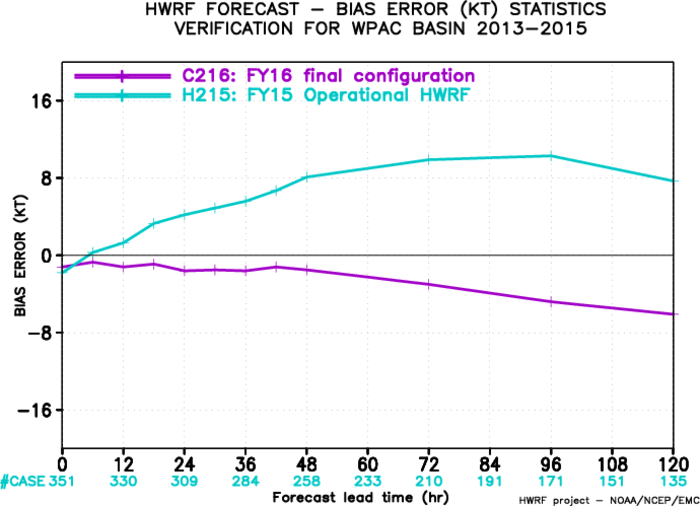 HWRF FORECAST – BIAS ERROR (KT) STATISTICS
VERIFICATION FOR WPAC BASIN 2013–2015
C216: FY16 final configuration
H215: FY15 Operational HWRF
16
8
0
−8
−16
BIAS ERROR (KT)
0 12 24 36 48 60 72 84 96 108 120
#CASE 351 330 309 284 258 233 210 191 171 151 135
Forecast lead time (hr)
HWRF project – NOAA/NCEP/EMC